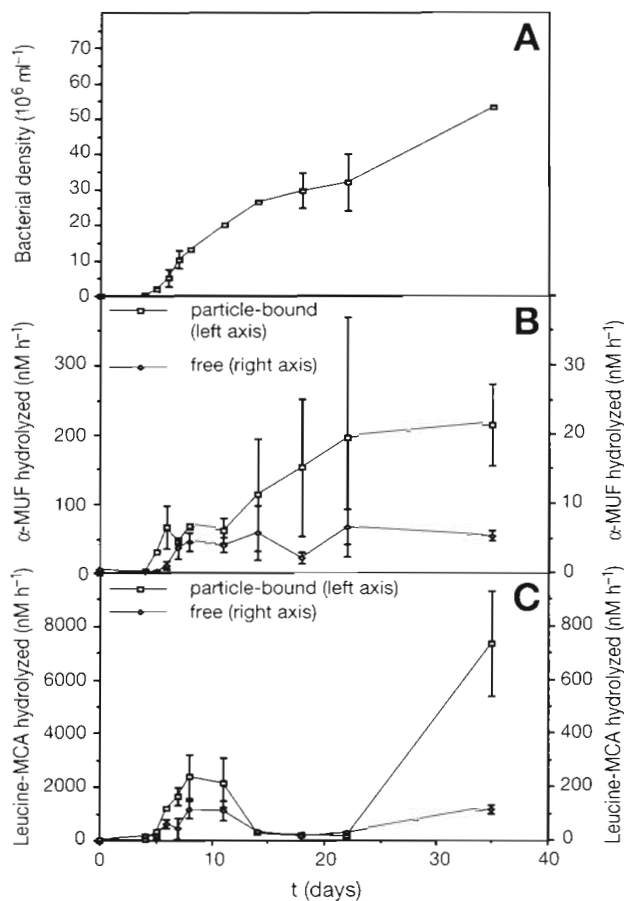 A
Bacterial density (10⁶ ml⁻¹)
70
60
50
40
30
20
10
0
B
particle-bound
(left axis)
free (right axis)
α-MUF hydrolyzed (nM h⁻¹)
300
200
100
0
30
20
10
0
α-MUF hydrolyzed (nM h⁻¹)
C
particle-bound (left axis)
free (right axis)
Leucine-MCA hydrolyzed (nM h⁻¹)
8000
6000
4000
2000
0
800
600
400
200
0
Leucine-MCA hydrolyzed (nM h⁻¹)
0 10 20 30 40
t (days)